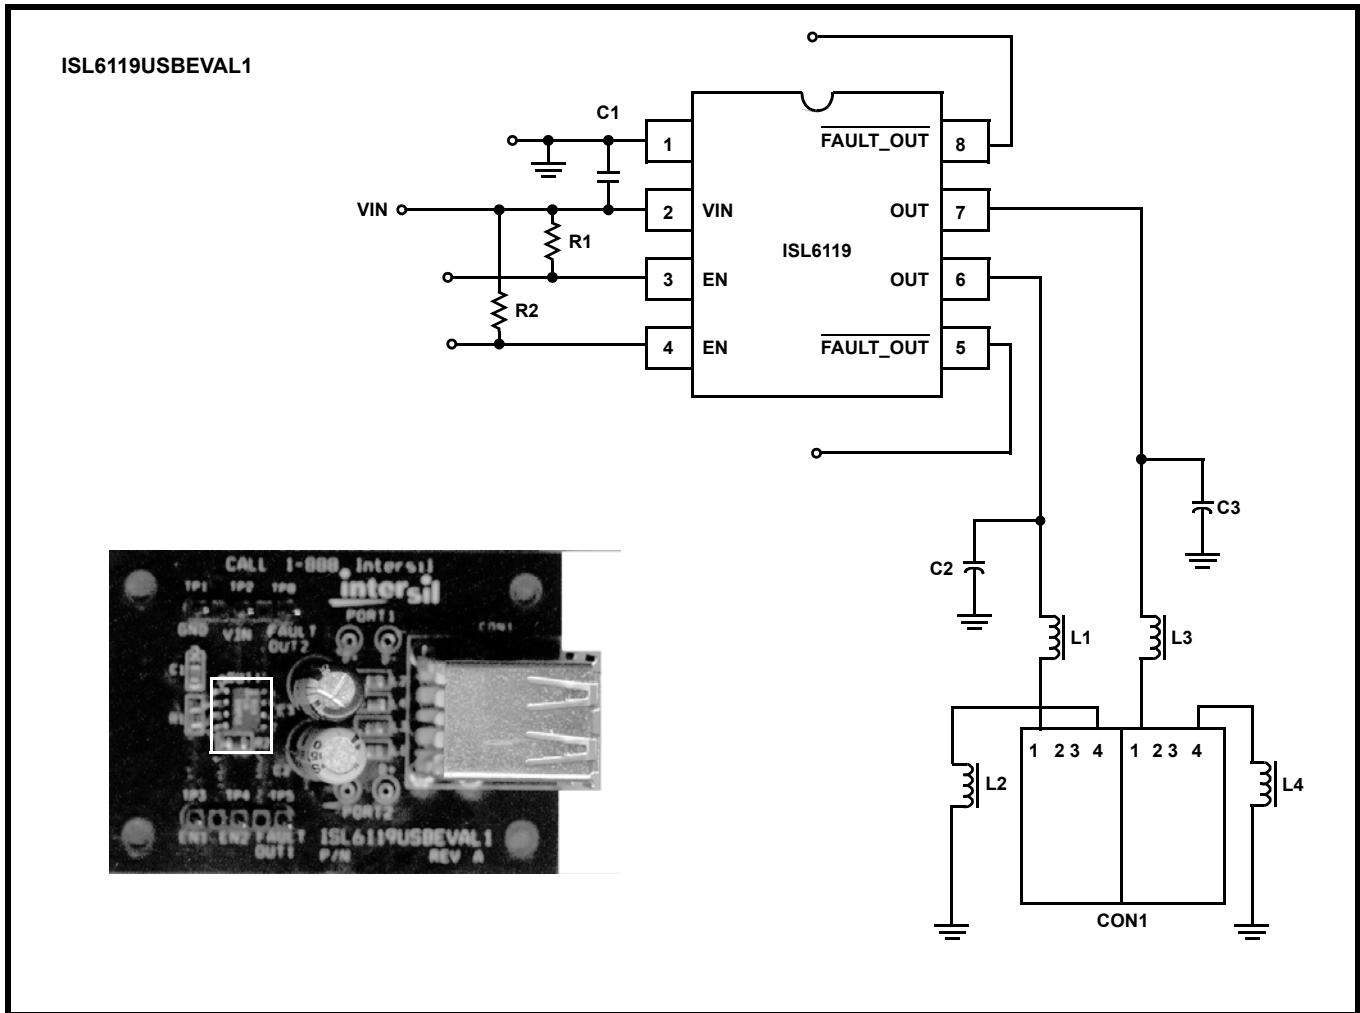 ISL6119USBEVAL1
C1
1
FAULT_OUT
8
VIN
2
VIN
OUT
7
R1
ISL6119
3
EN
OUT
6
R2
4
EN
FAULT_OUT
5
C3
C2
L1
L3
1 2 3 4
1 2 3 4
L2
L4
CON1
CALL 1-888 Intersil
intersil
TP1 TP2 TP8
PORT1
GND VIN FAULT
OUT2
CON1
C1
TP3 TP4 TP5
PORT2
EN1 EN2 FAULT
OUT1
ISL6119USBEVAL1
P/N REV A